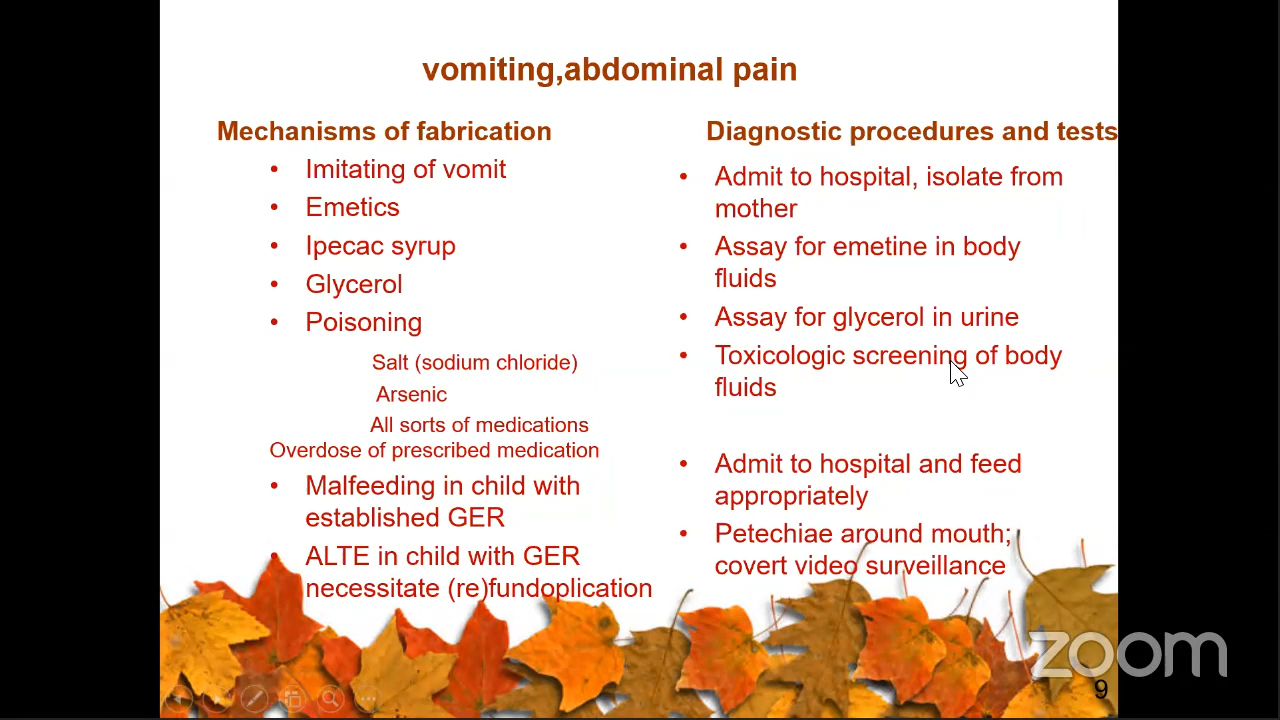 vomiting,abdominal pain
Mechanisms of fabrication
• Imitating of vomit
• Emetics
• Ipecac syrup
• Glycerol
• Poisoning
Salt (sodium chloride)
Arsenic
All sorts of medications
Overdose of prescribed medication
• Malfeeding in child with
established GER
• ALTE in child with GER
necessitate (re)fundoplication
Diagnostic procedures and tests
• Admit to hospital, isolate from
mother
• Assay for emetine in body
fluids
• Assay for glycerol in urine
• Toxicologic screening of body
fluids
• Admit to hospital and feed
appropriately
• Petechiae around mouth;
covert video surveillance
zoom
9